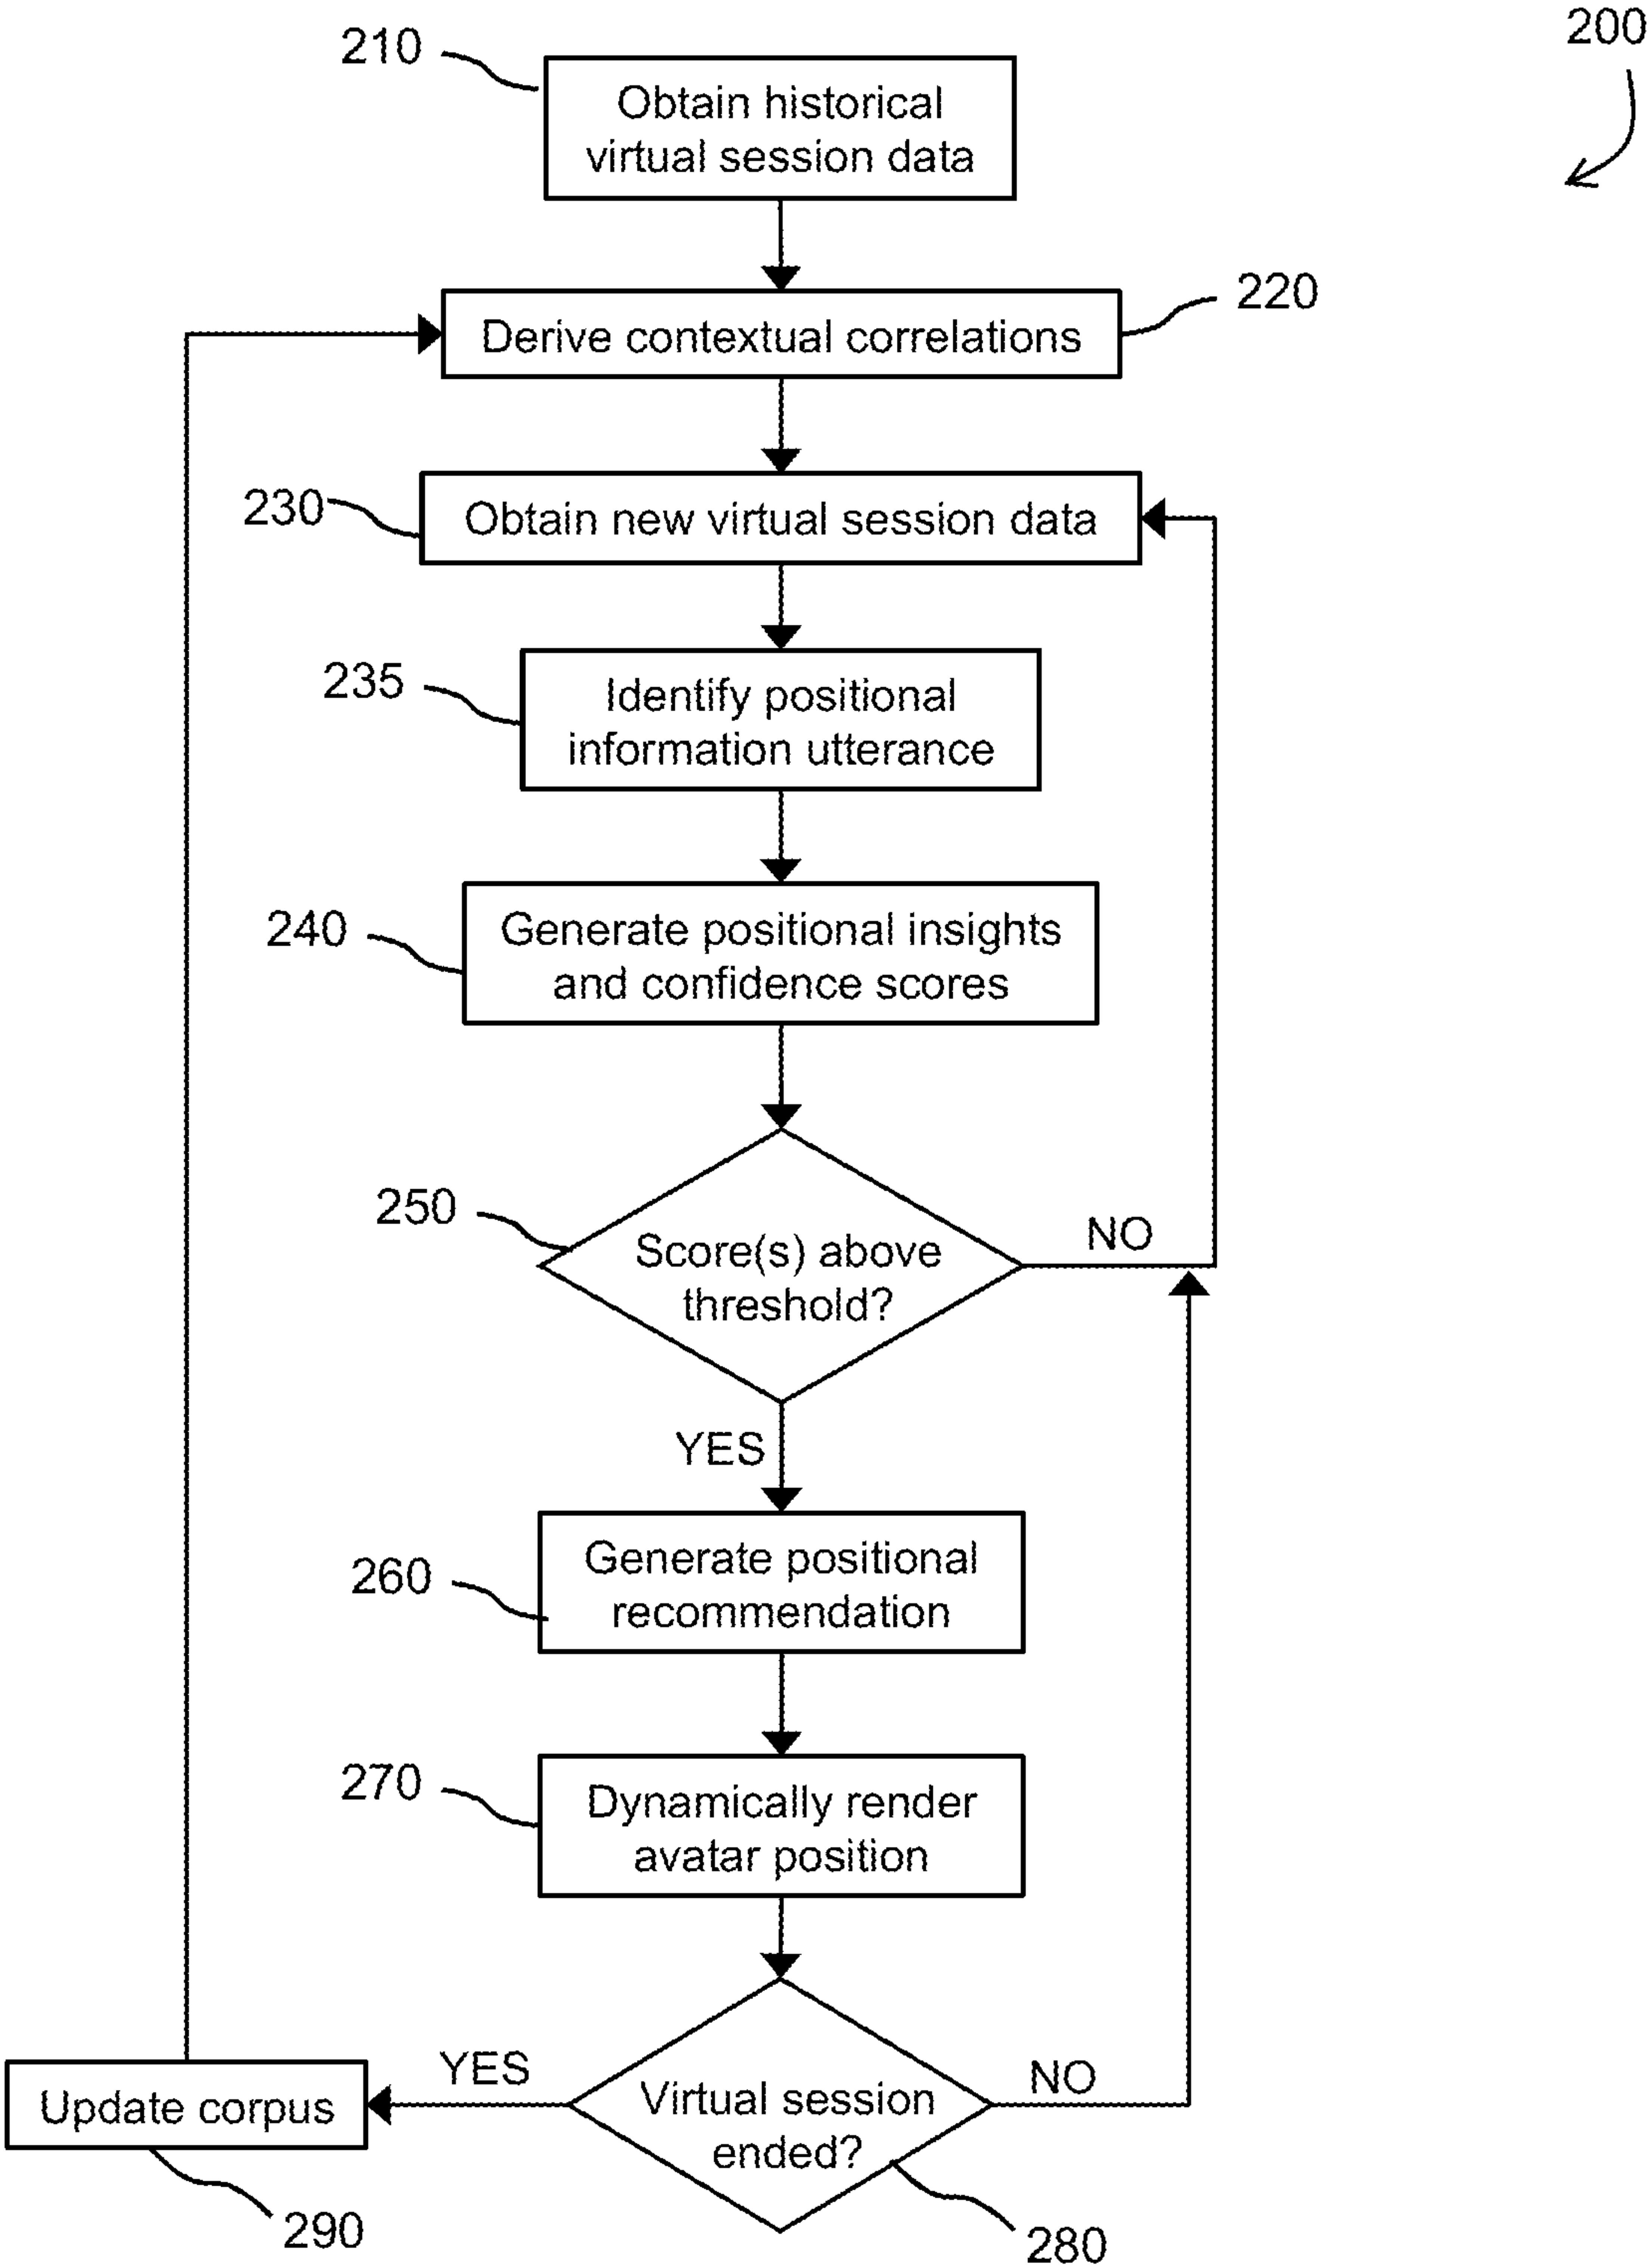 200
210
Obtain historical
virtual session data
220
Derive contextual correlations
230
Obtain new virtual session data
235
Identify positional
information utterance
240
Generate positional insights
and confidence scores
250
Score(s) above
threshold?
NO
YES
260
Generate positional
recommendation
270
Dynamically render
avatar position
YES
NO
Virtual session
ended?
Update corpus
290
280